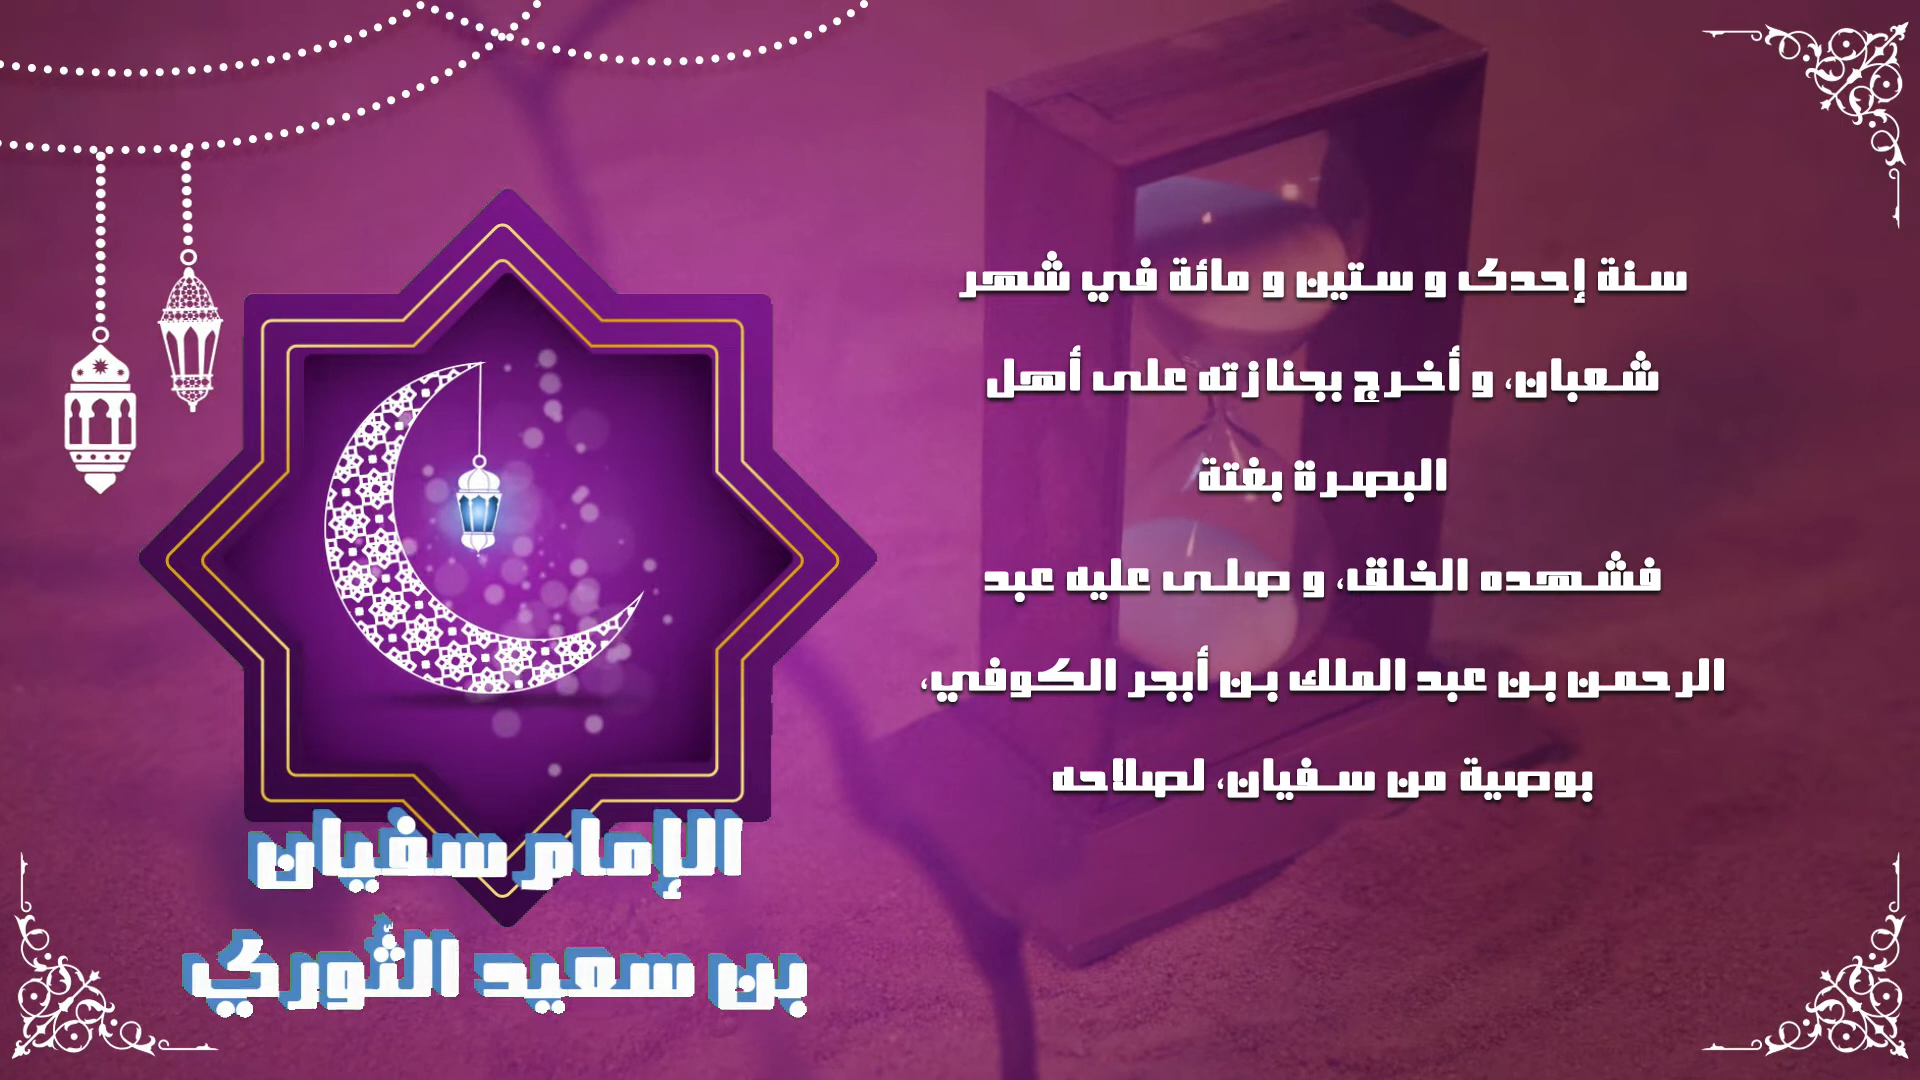 سنة إحدى و ستين و مائة في شهر
شعبان، و أخرج بجنازته على أهل
البصرة بغتة
فشهده الخلق، و صلى عليه عبد
الرحمن بن عبد الملك بن أبجر الكوفي،
بوصية من سفيان، لصلاحه
الإمام سفيان
بن سعيد الثَّوري